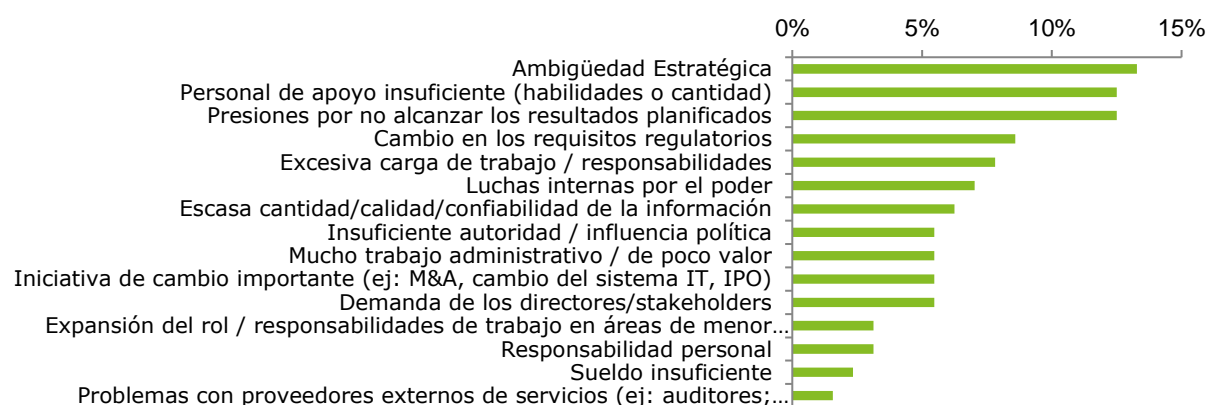 0% 5% 10% 15%
Ambigüedad Estratégica
Personal de apoyo insuficiente (habilidades o cantidad)
Presiones por no alcanzar los resultados planificados
Cambio en los requisitos regulatorios
Excesiva carga de trabajo / responsabilidades
Luchas internas por el poder
Escasa cantidad/calidad/confiabilidad de la información
Insuficiente autoridad / influencia política
Mucho trabajo administrativo / de poco valor
Iniciativa de cambio importante (ej: M&A, cambio del sistema IT, IPO)
Demanda de los directores/stakeholders
Expansión del rol / responsabilidades de trabajo en áreas de menor…
Responsabilidad personal
Sueldo insuficiente
Problemas con proveedores externos de servicios (ej: auditores;…